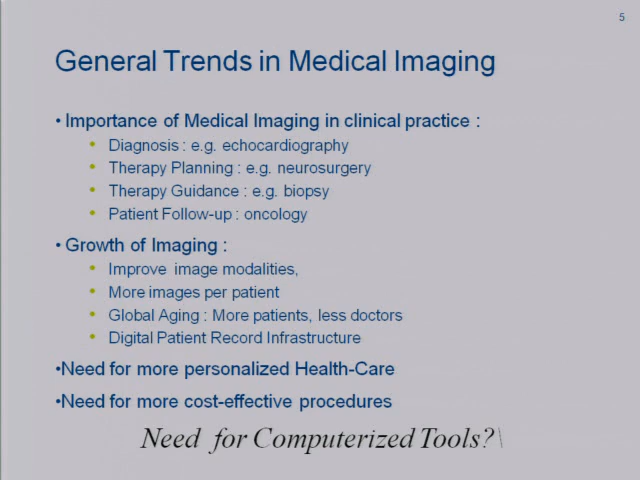 5
General Trends in Medical Imaging
• Importance of Medical Imaging in clinical practice :
• Diagnosis : e.g. echocardiography
• Therapy Planning : e.g. neurosurgery
• Therapy Guidance : e.g. biopsy
• Patient Follow-up : oncology
• Growth of Imaging :
• Improve image modalities,
• More images per patient
• Global Aging : More patients, less doctors
• Digital Patient Record Infrastructure
•Need for more personalized Health-Care
•Need for more cost-effective procedures
Need for Computerized Tools?\